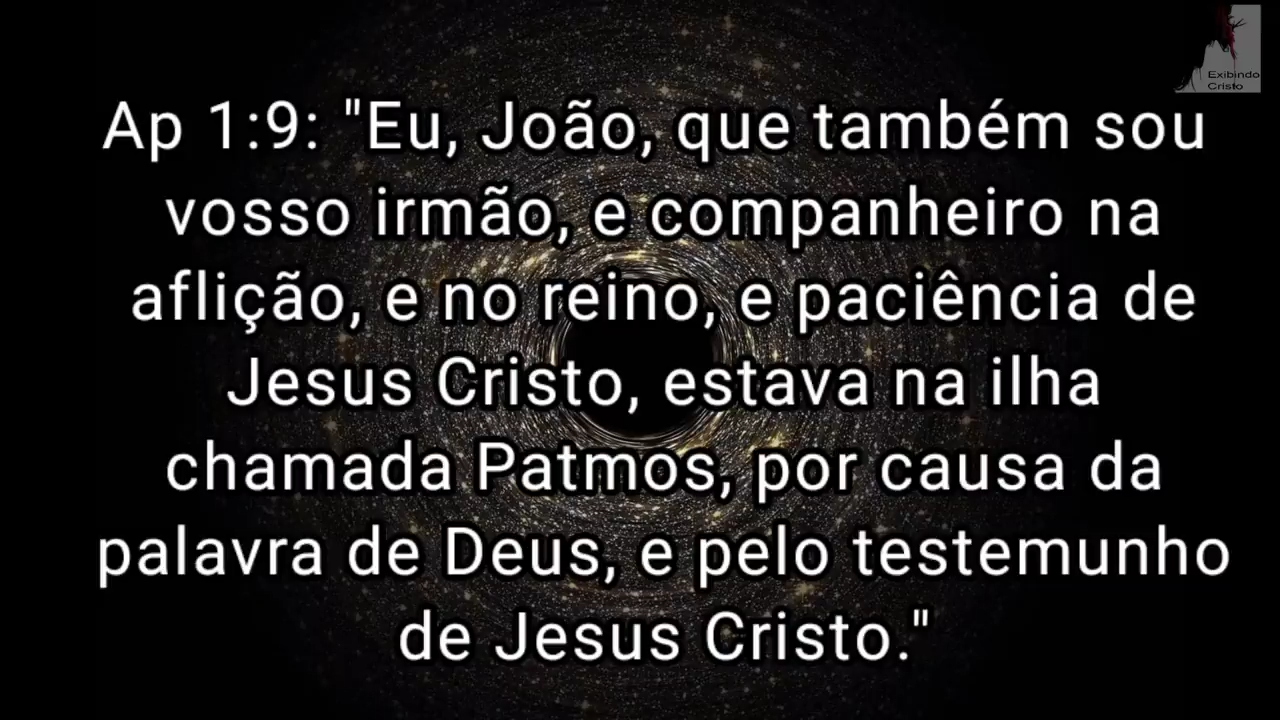 Exibindo
Cristo
Ap 1:9: "Eu, João, que também sou
vosso irmão, e companheiro na
aflição, e no reino, e paciência de
Jesus Cristo, estava na ilha
chamada Patmos, por causa da
palavra de Deus, e pelo testemunho
de Jesus Cristo."